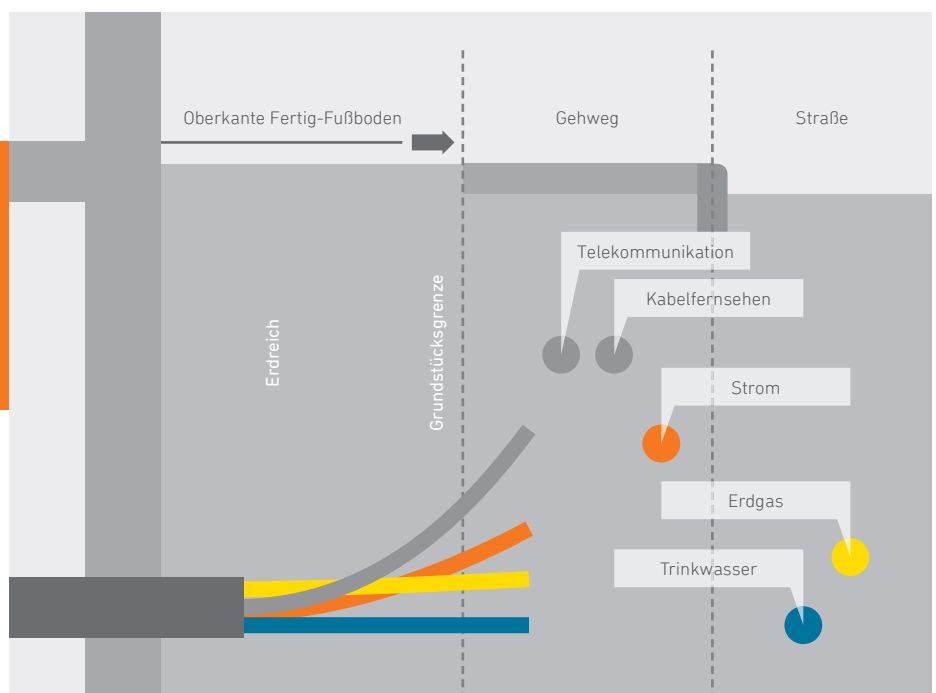 Oberkante Fertig-Fußboden
Gehweg
Straße
Telekommunikation
Kabelfernsehen
Erdreich
Grundstücksgrenze
Strom
Erdgas
Trinkwasser